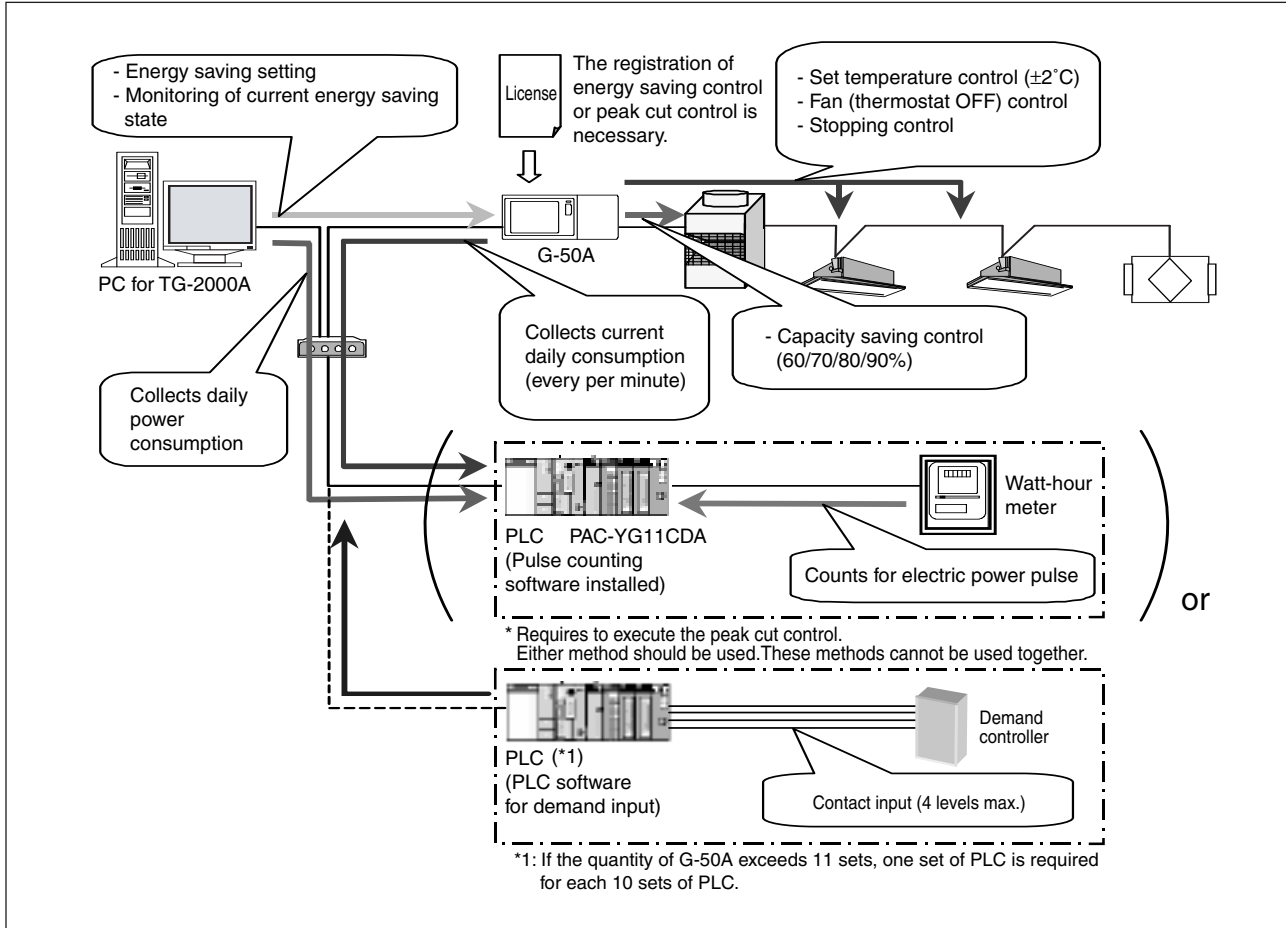 - Energy saving setting
- Monitoring of current energy saving
state
License
The registration of
energy saving control
or peak cut control is
necessary.
- Set temperature control (±2˚C)
- Fan (thermostat OFF) control
- Stopping control
PC for TG-2000A
G-50A
Collects current
daily consumption
(every per minute)
- Capacity saving control
(60/70/80/90%)
Collects daily
power
consumption
PLC PAC-YG11CDA
(Pulse counting
software installed)
Watt-hour
meter
Counts for electric power pulse
or
* Requires to execute the peak cut control.
Either method should be used.These methods cannot be used together.
PLC (*1)
(PLC software
for demand input)
Demand
controller
Contact input (4 levels max.)
*1: If the quantity of G-50A exceeds 11 sets, one set of PLC is required
for each 10 sets of PLC.